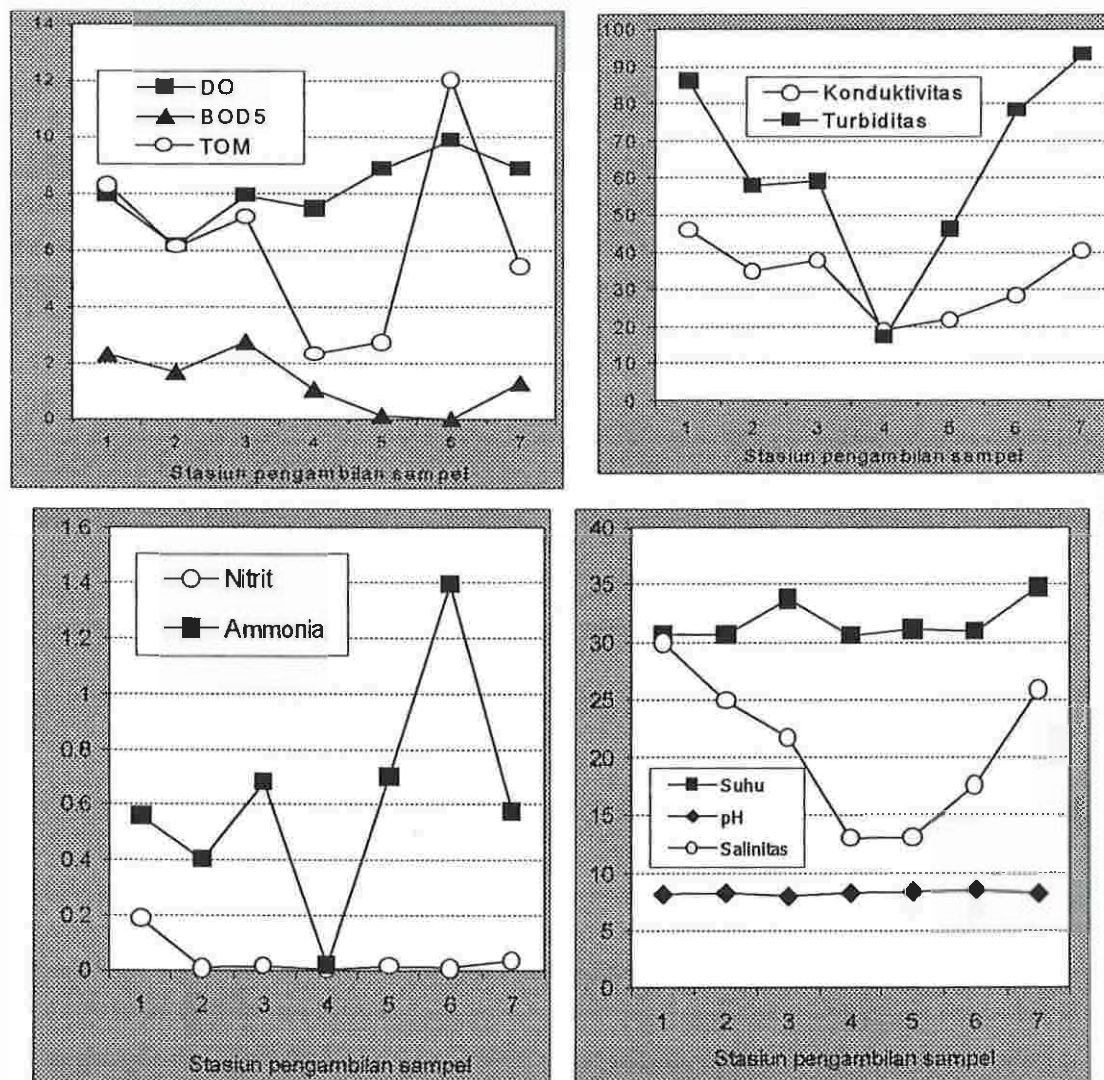 14
12
10
8
6
4
2
0
DO
BOD5
TOM
1 2 3 4 5 6 7
Stasiun pengambilan sampel
100
90
80
70
60
50
40
30
20
10
0
Konduktivitas
Turbiditas
1 2 3 4 5 6 7
Stasiun pengambilan sampel
1.6
1.4
1.2
1
0.8
0.6
0.4
0.2
0
Nitrit
Ammonia
1 2 3 4 5 6 7
Stasiun pengambilan sampel
40
35
30
25
20
15
10
5
0
Suhu
pH
Salinitas
1 2 3 4 5 6 7
Stasiun pengambilan sampel